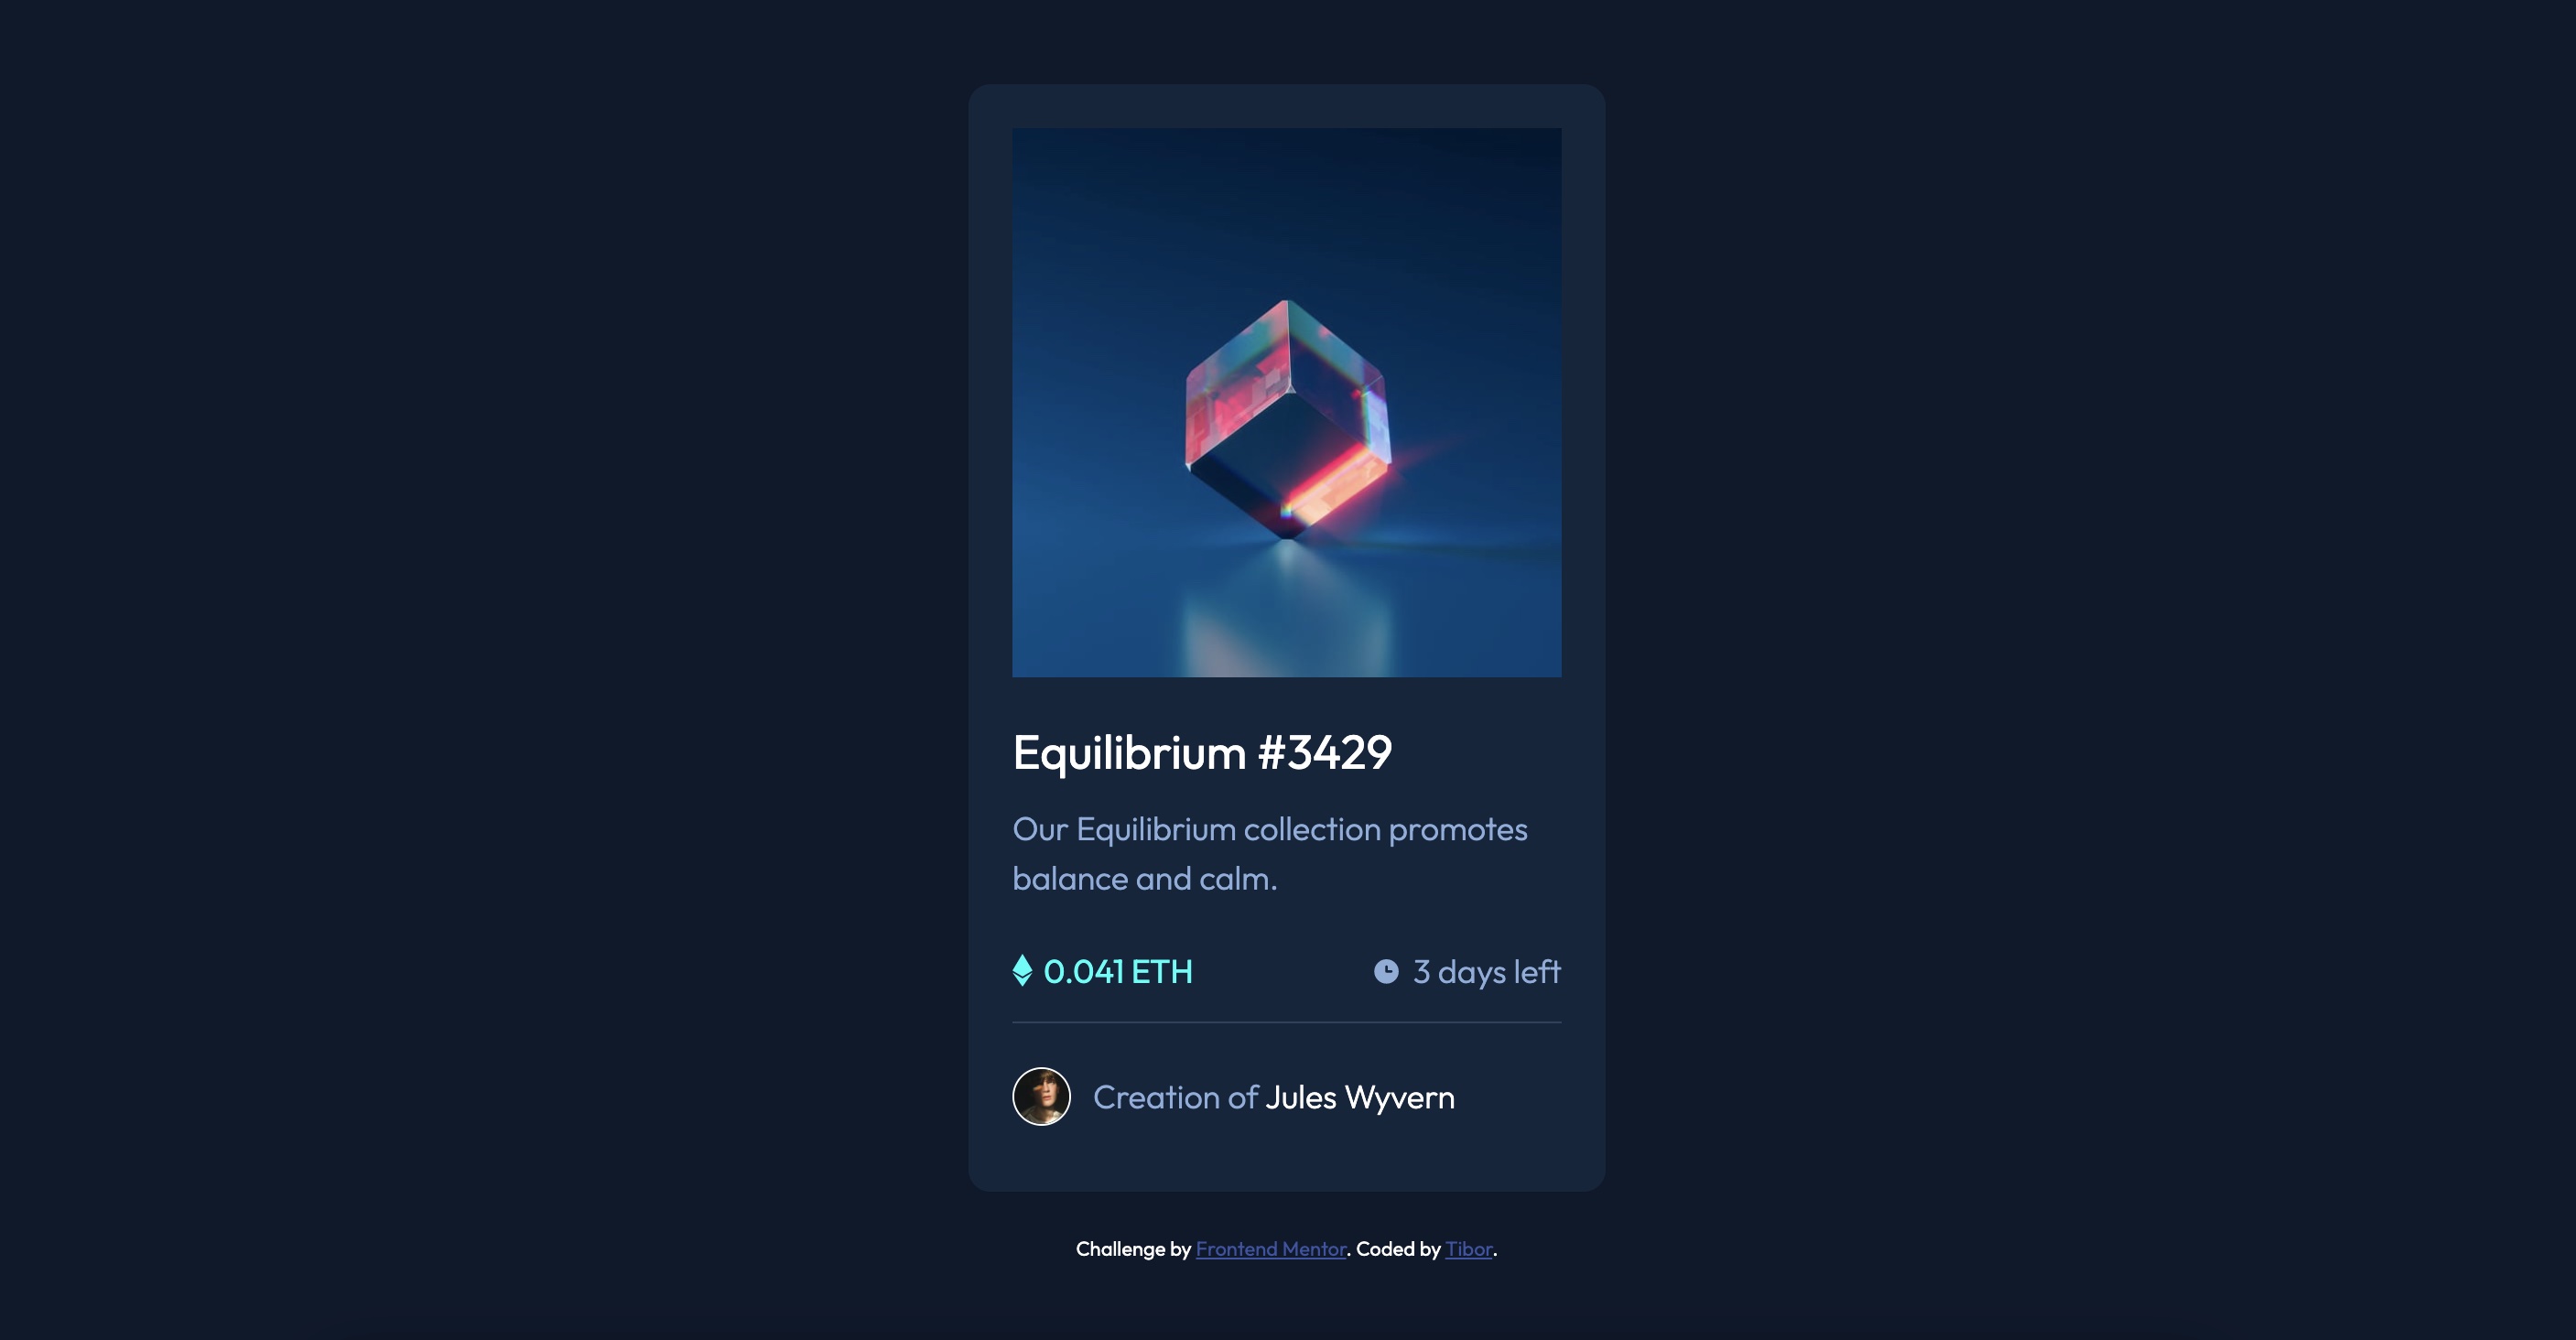 Equilibrium #3429
Our Equilibrium collection promotes
balance and calm.
0.041 ETH
3 days left
Creation of Jules Wyvern
Challenge by Frontend Mentor. Coded by Tibor.